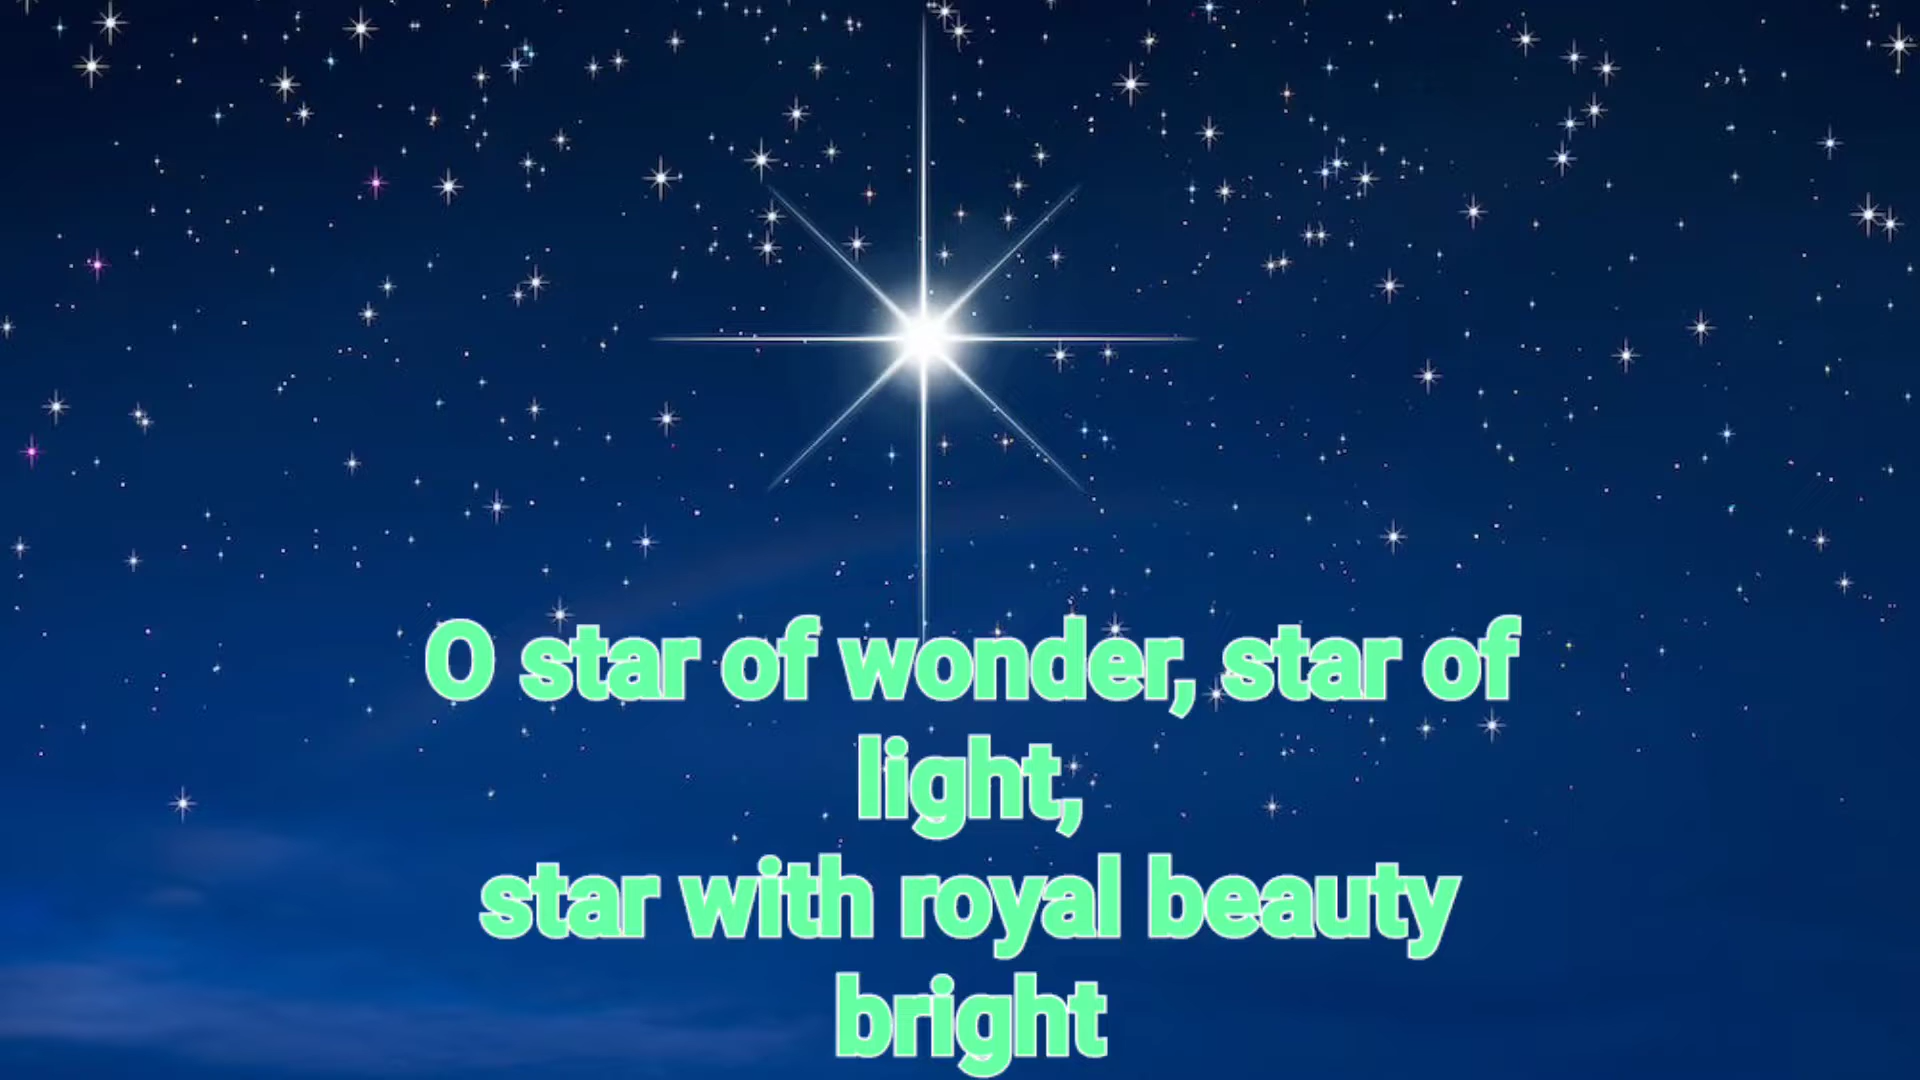 O star of wonder, star of
light,
star with royal beauty
bright